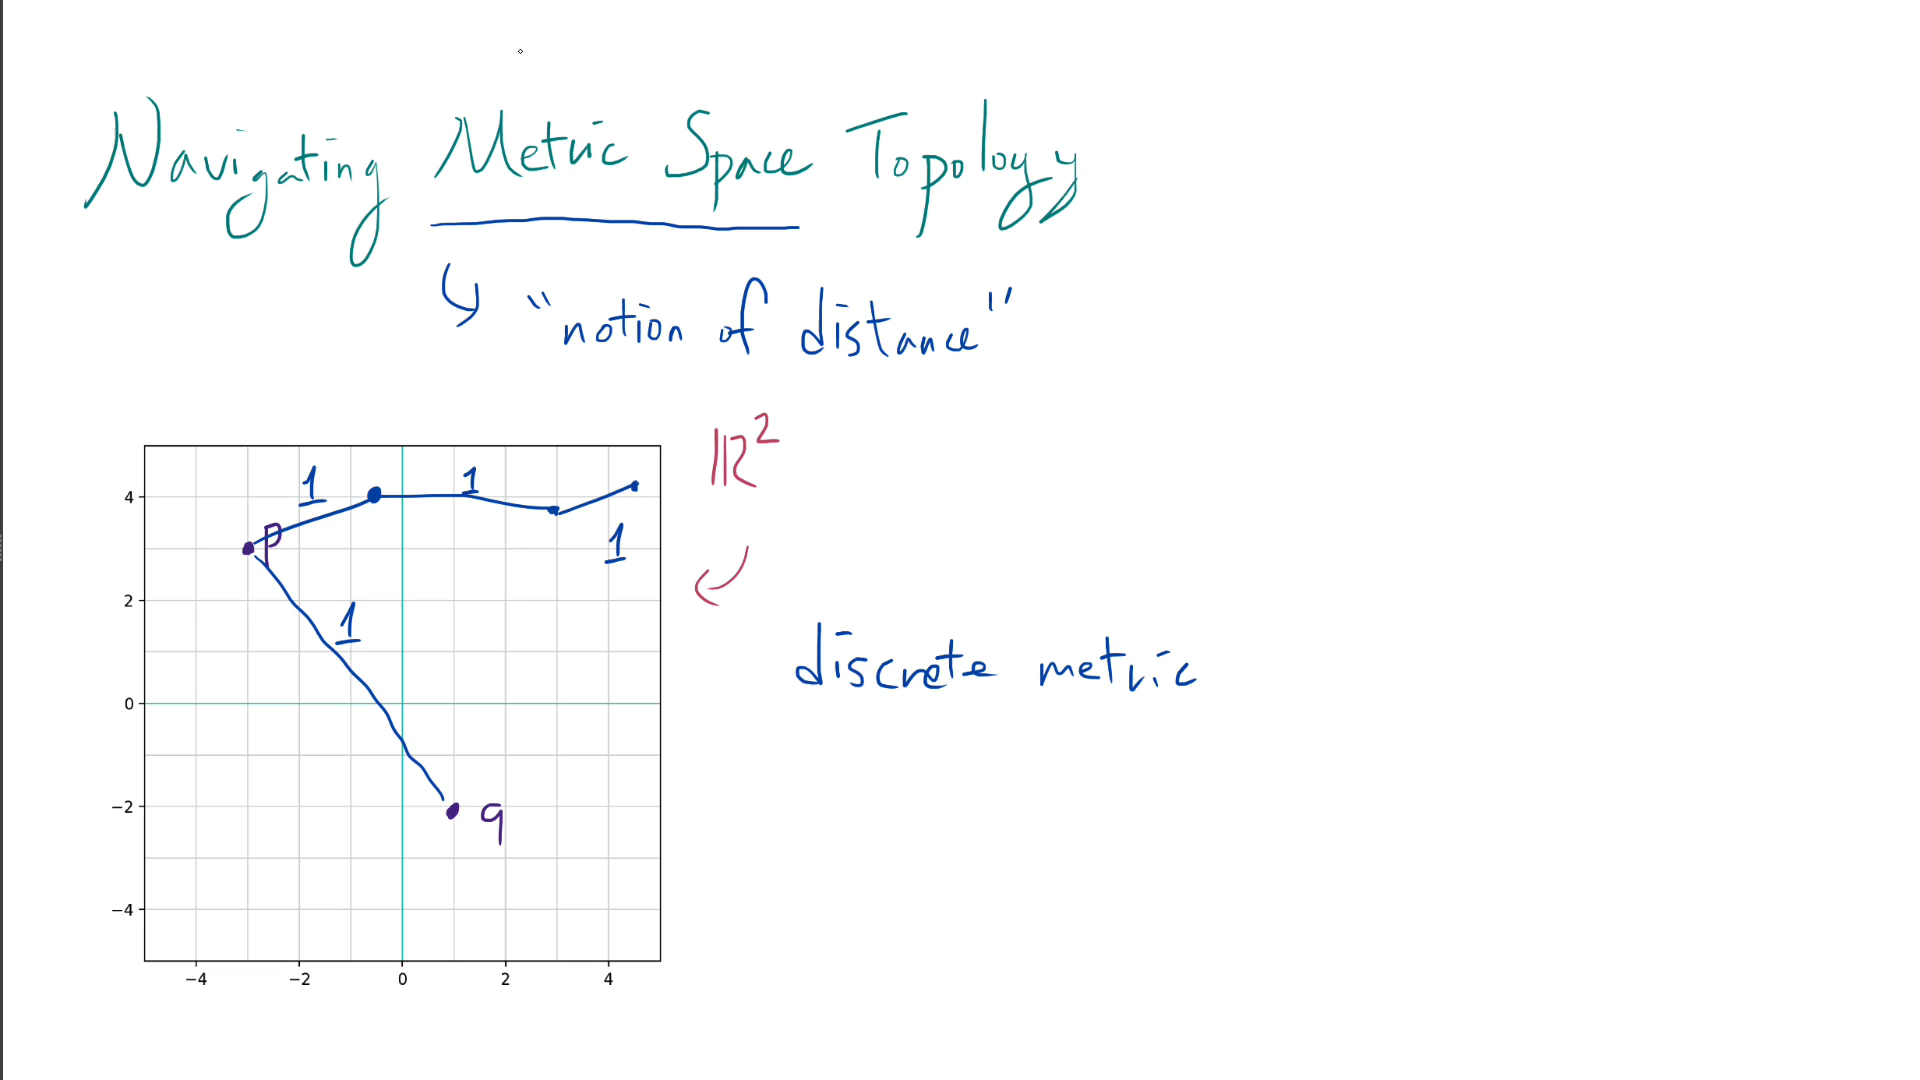 Navigating Metric Space Topology
"notion of distance"
ℝ²
1
1
1
p
1
discrete metric
q
4
2
0
−2
−4
−4
−2
0
2
4